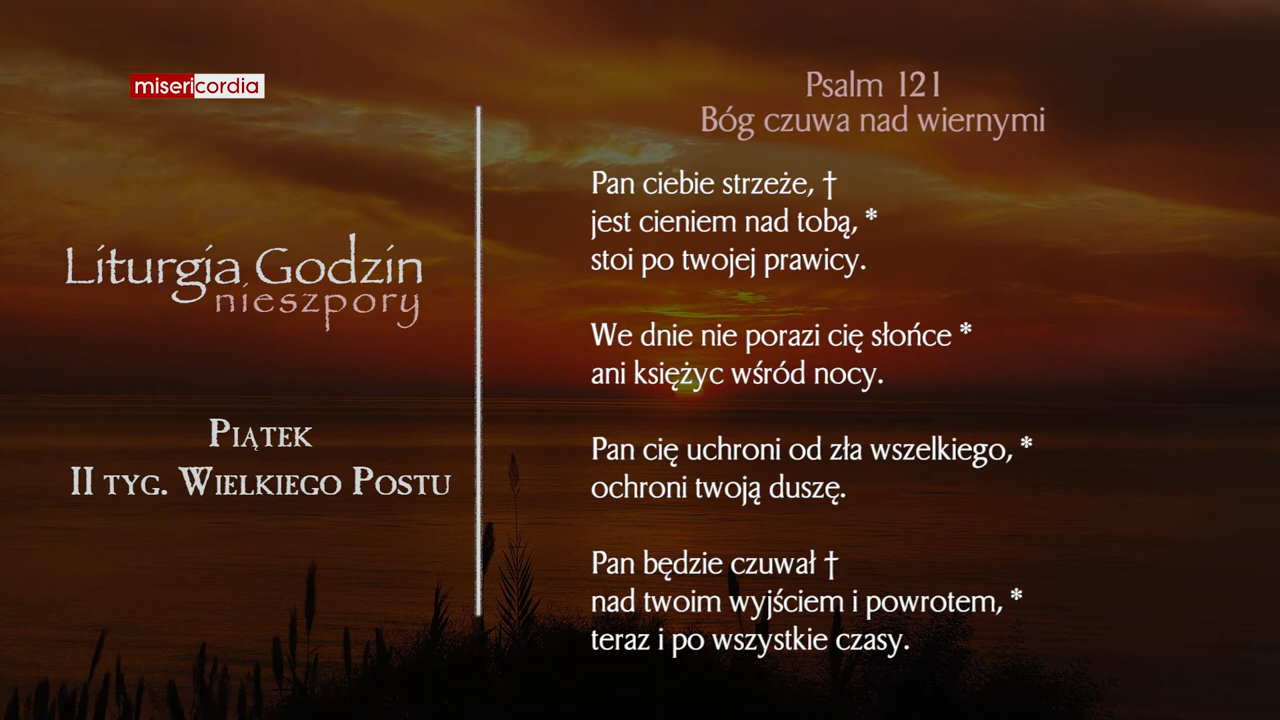 misericordia
Liturgia Godzin
nieszpory
Piątek
II tyg. Wielkiego Postu
Psalm 121
Bóg czuwa nad wiernymi
Pan ciebie strzeże, †
jest cieniem nad tobą, *
stoi po twojej prawicy.
We dnie nie porazi cię słońce *
ani księżyc wśród nocy.
Pan cię uchroni od zła wszelkiego, *
ochroni twoją duszę.
Pan będzie czuwał †
nad twoim wyjściem i powrotem, *
teraz i po wszystkie czasy.